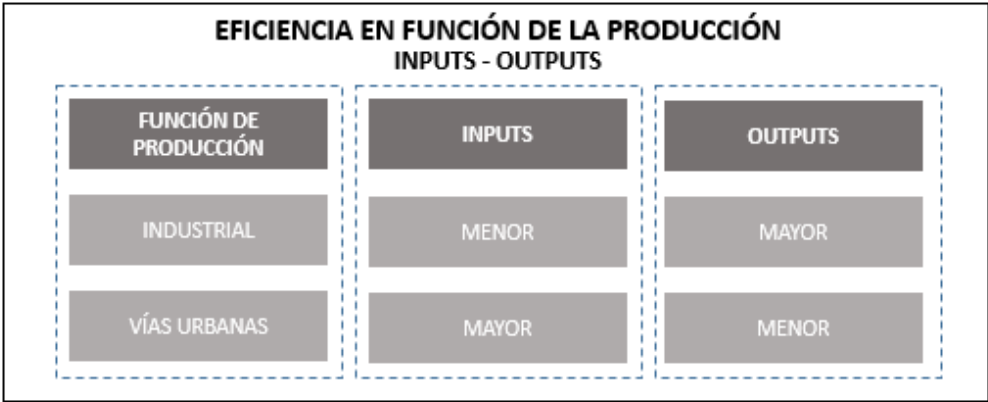 EFICIENCIA EN FUNCIÓN DE LA PRODUCCIÓN
INPUTS - OUTPUTS
FUNCIÓN DE
PRODUCCIÓN
INPUTS
OUTPUTS
INDUSTRIAL
MENOR
MAYOR
VÍAS URBANAS
MAYOR
MENOR